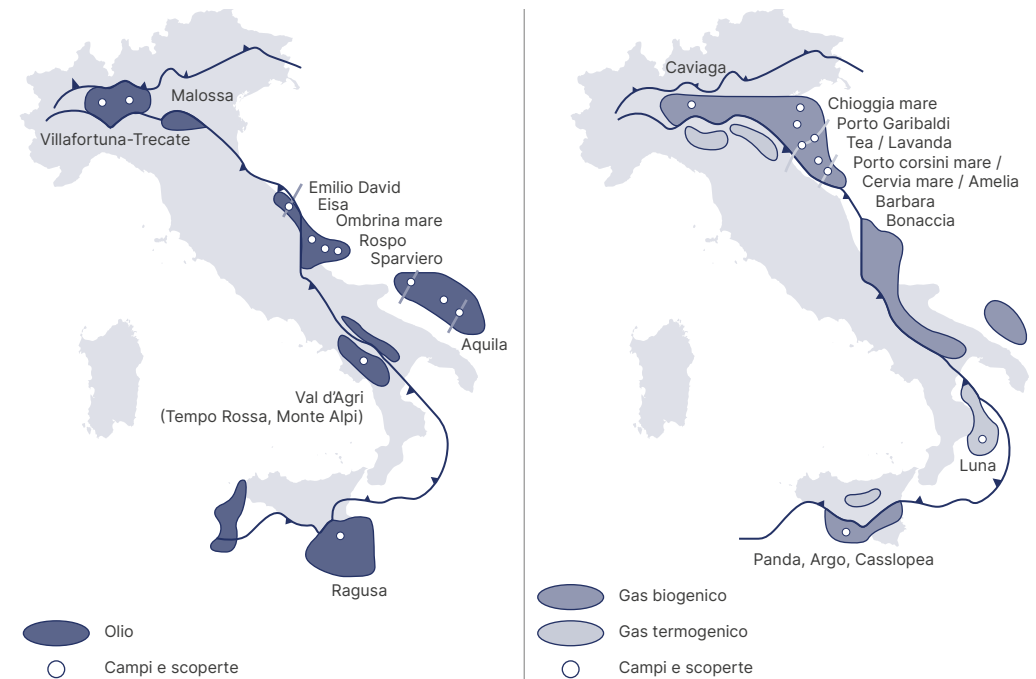 Malossa
Villafortuna-Trecate
Emilio David
Eisa
Ombrina mare
Rospo
Sparviero
Aquila
Val d’Agri
(Tempo Rossa, Monte Alpi)
Ragusa
Olio
Campi e scoperte
Caviaga
Chioggia mare
Porto Garibaldi
Tea / Lavanda
Porto corsini mare /
Cervia mare / Amelia
Barbara
Bonaccia
Luna
Panda, Argo, Casslopea
Gas biogenico
Gas termogenico
Campi e scoperte